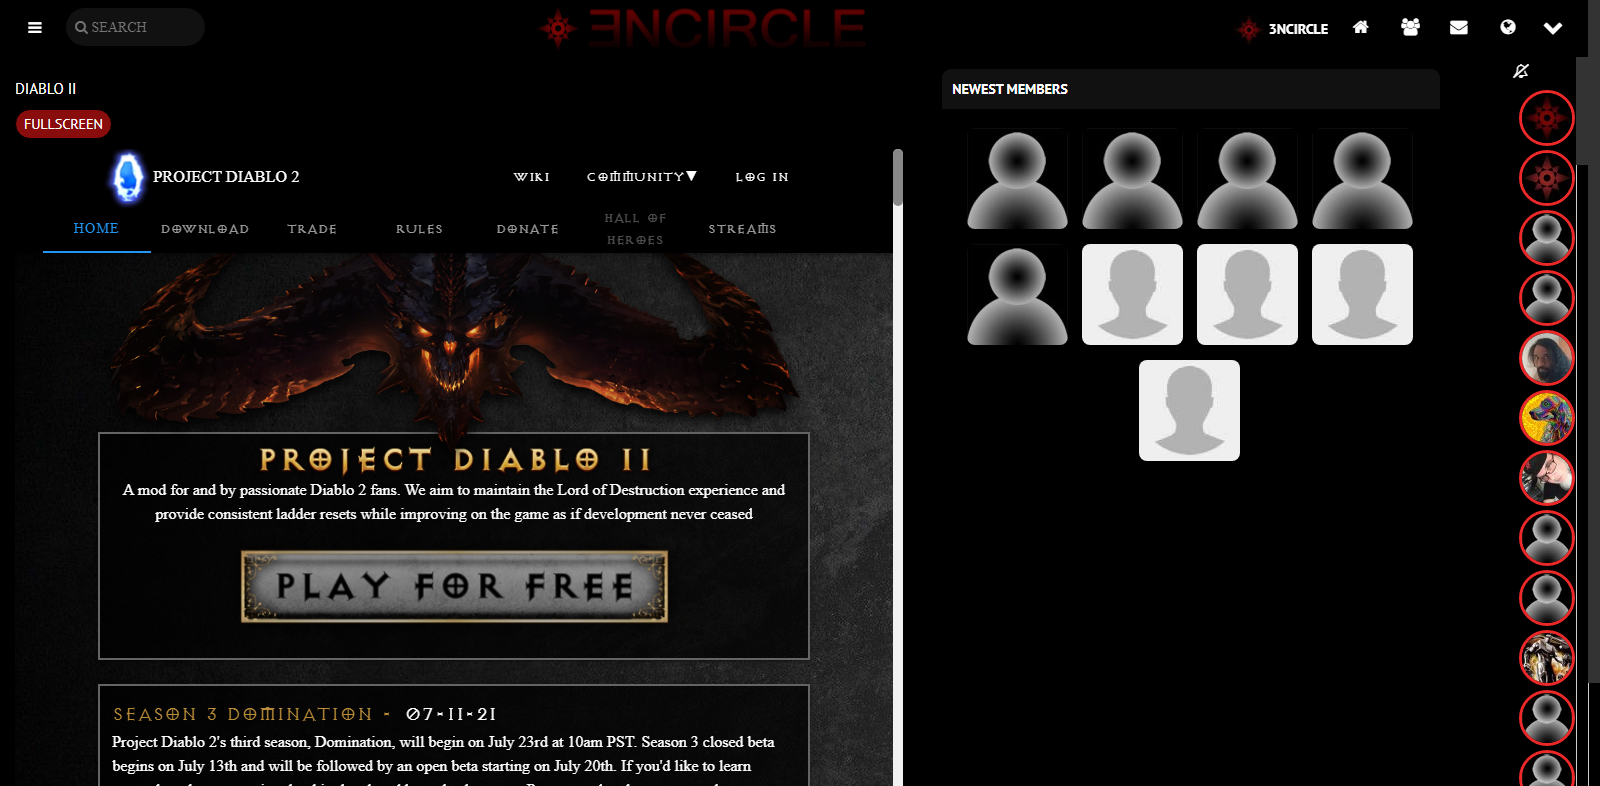 SEARCH
3NCIRCLE
3NCIRCLE
DIABLO II
FULLSCREEN
PROJECT DIABLO 2
WIKI
COMMUNITY▼
LOG IN
HOME
DOWNLOAD
TRADE
RULES
DONATE
HALL OF
HEROES
STREAMS
PROJECT DIABLO II
A mod for and by passionate Diablo 2 fans. We aim to maintain the Lord of Destruction experience and
provide consistent ladder resets while improving on the game as if development never ceased
PLAY FOR FREE
SEASON 3 DOMINATION - 07-11-21
Project Diablo 2's third season, Domination, will begin on July 23rd at 10am PST. Season 3 closed beta
begins on July 13th and will be followed by an open beta starting on July 20th. If you'd like to learn
NEWEST MEMBERS